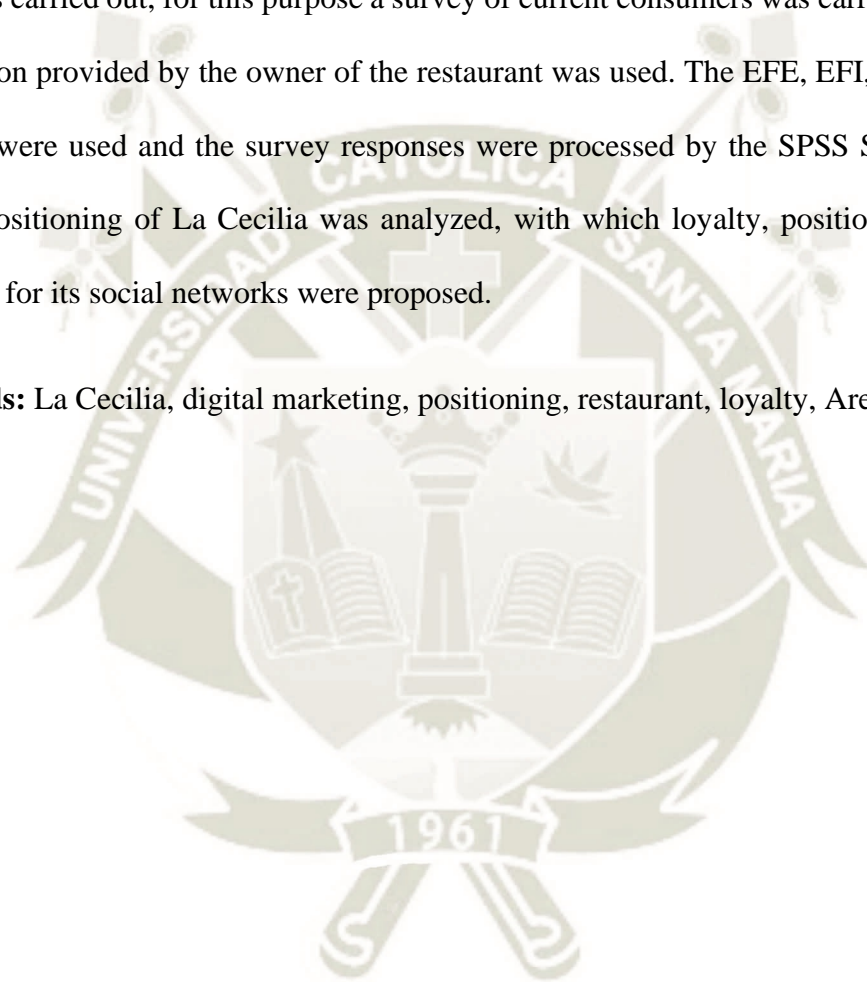 s carried out, for this purpose a survey of current consumers was carr
on provided by the owner of the restaurant was used. The EFE, EFI,
were used and the survey responses were processed by the SPSS S
ositioning of La Cecilia was analyzed, with which loyalty, positio
for its social networks were proposed.
ls: La Cecilia, digital marketing, positioning, restaurant, loyalty, Are
UNIVERSIDAD CATOLICA SANTA MARIA
1961